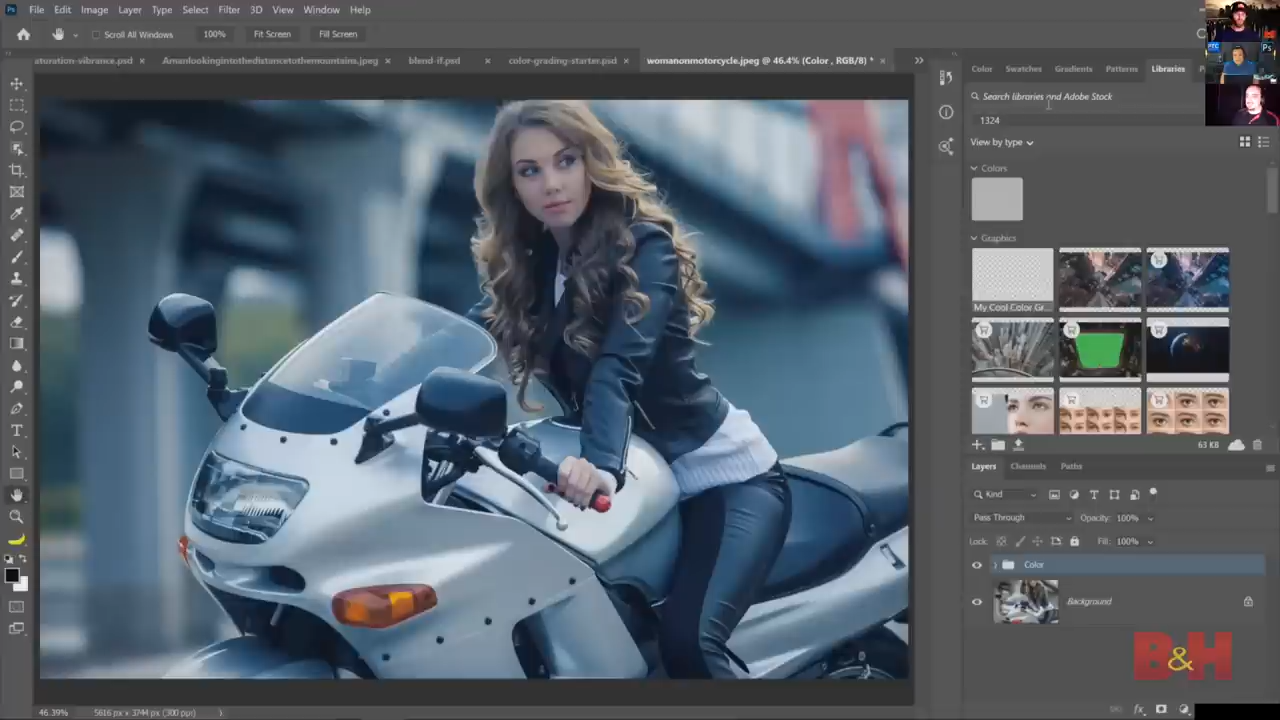 Ps File Edit Image Layer Type Select Filter 3D View Window Help
Scroll All Windows 100% Fit Screen Fill Screen
aturation-vibrance.psd × Amanlookingintothedistancetothemountains.jpeg × blend-if.psd × color-grading-starter.psd × womanonmotorcycle.jpeg @ 46.4% (Color , RGB/8) * ×
Color Swatches Gradients Patterns Libraries
Search libraries and Adobe Stock
1324
View by type
Colors
Graphics
My Cool Color Gr...
63 KB
Layers Channels Paths
Kind
Pass Through Opacity: 100%
Lock: Fill: 100%
Color
Background
B&H
46.39% 5616 px x 3744 px (300 ppi)